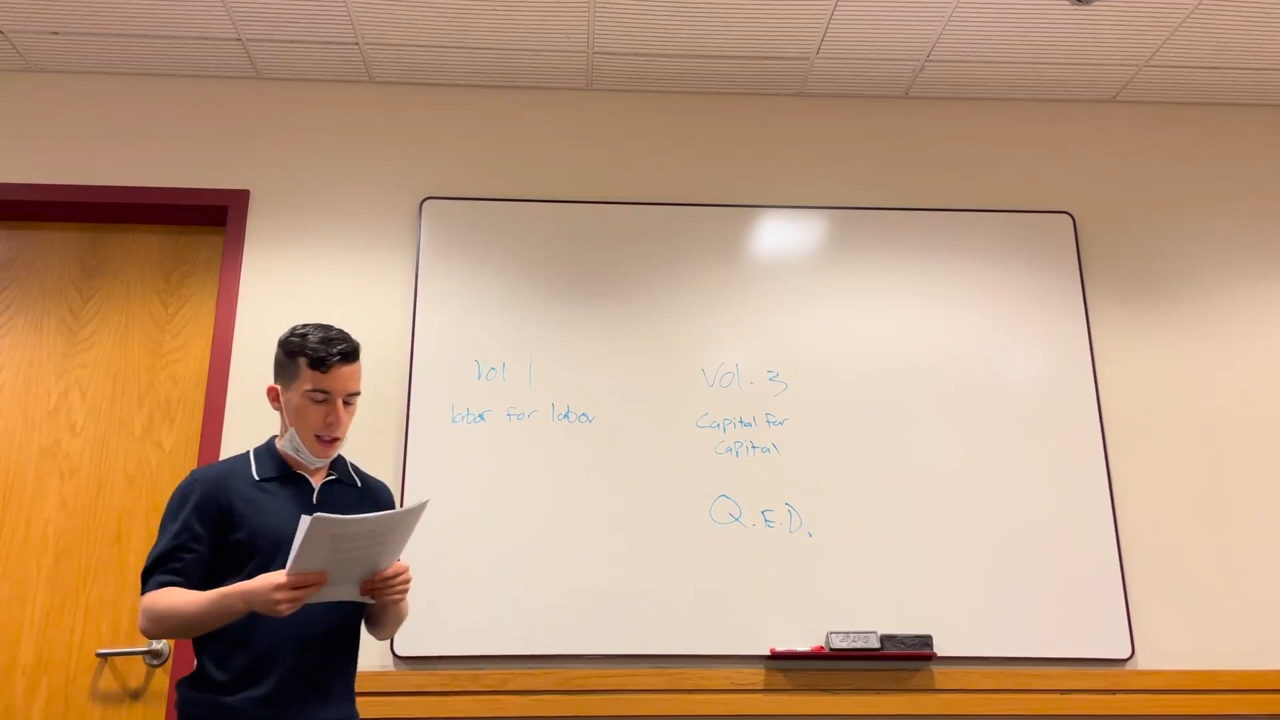 Vol 1
labor for labor
Vol. 3
Capital for
Capital
Q.E.D.